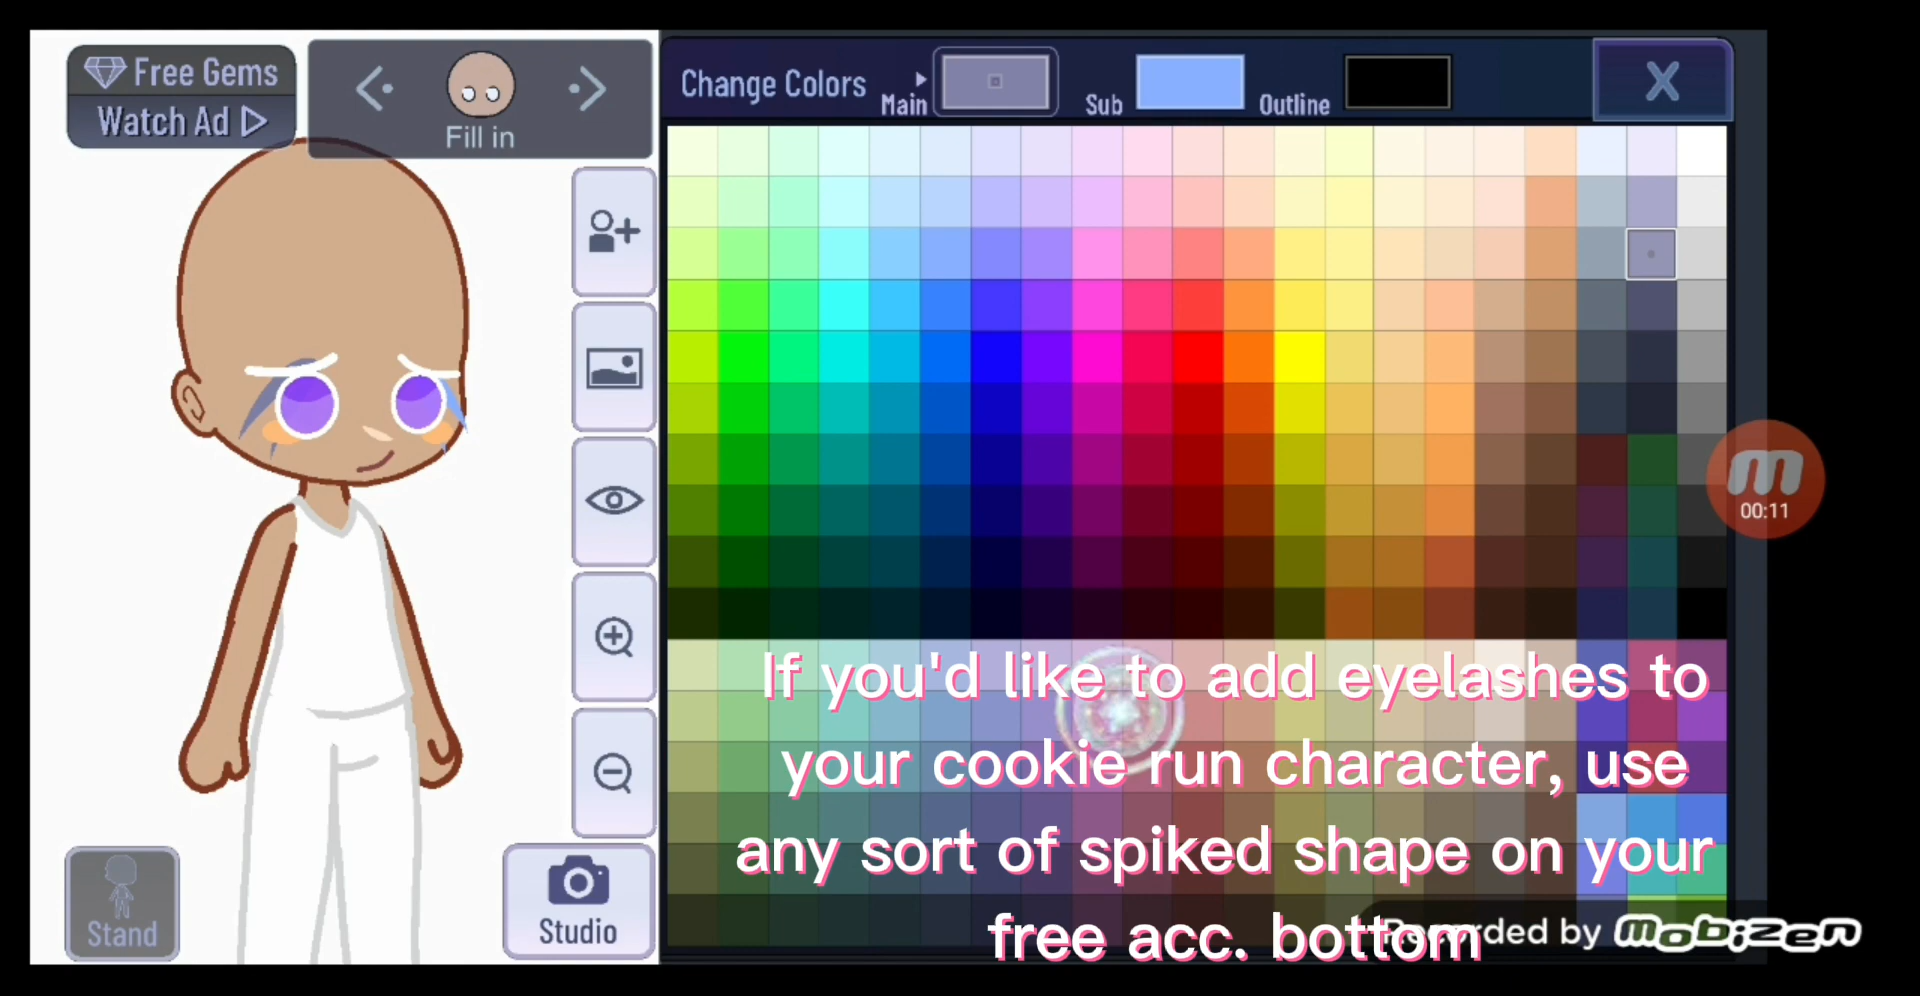 Free Gems
Watch Ad
Fill in
Change Colors
Main
Sub
Outline
X
00:11
If you'd like to add eyelashes to
your cookie run character, use
any sort of spiked shape on your
free acc. bottom
Recorded by Mobizen
Stand
Studio